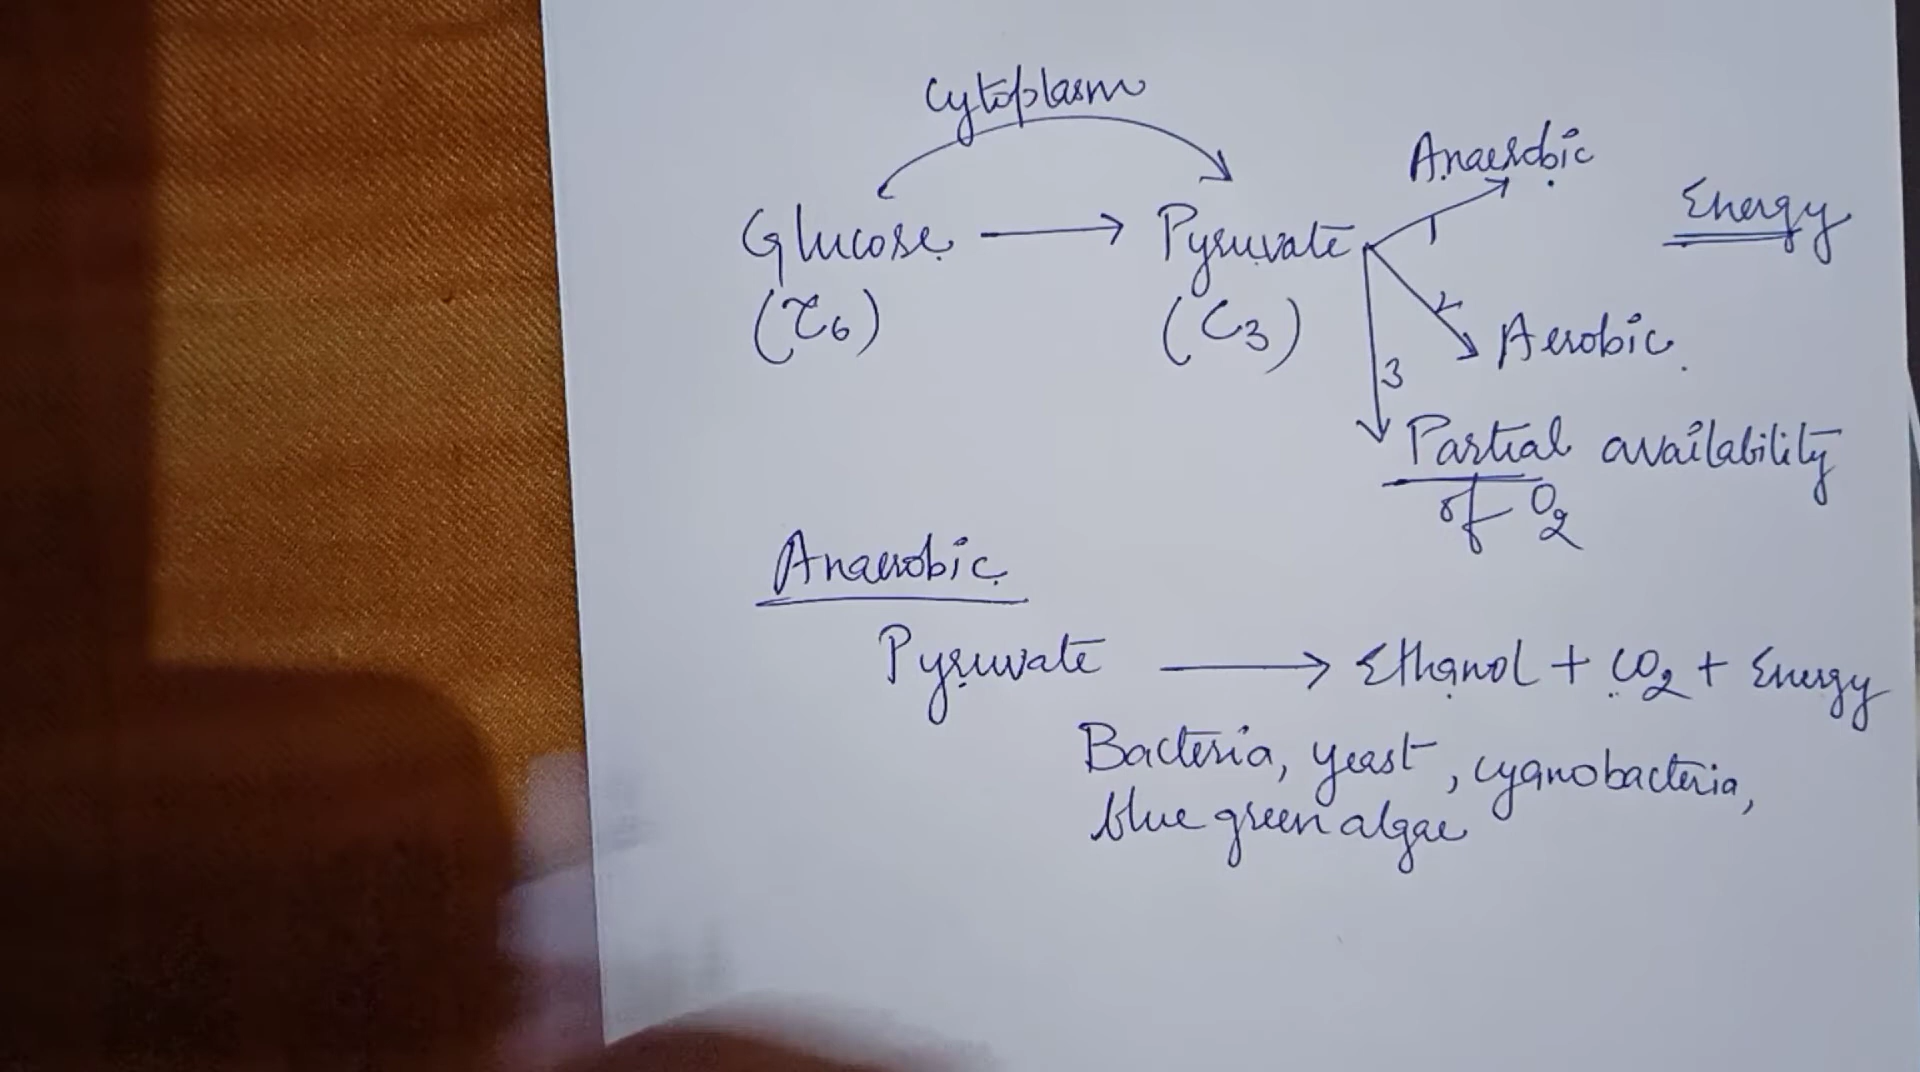 Cytoplasm
Glucose → Pyruvate
(C6) (C3)
1 Anaerobic
Energy
2 Aerobic.
3 Partial availability
of O2
Anaerobic
Pyruvate → Ethanol + CO2 + Energy
Bacteria, yeast, cyanobacteria,
blue green algae